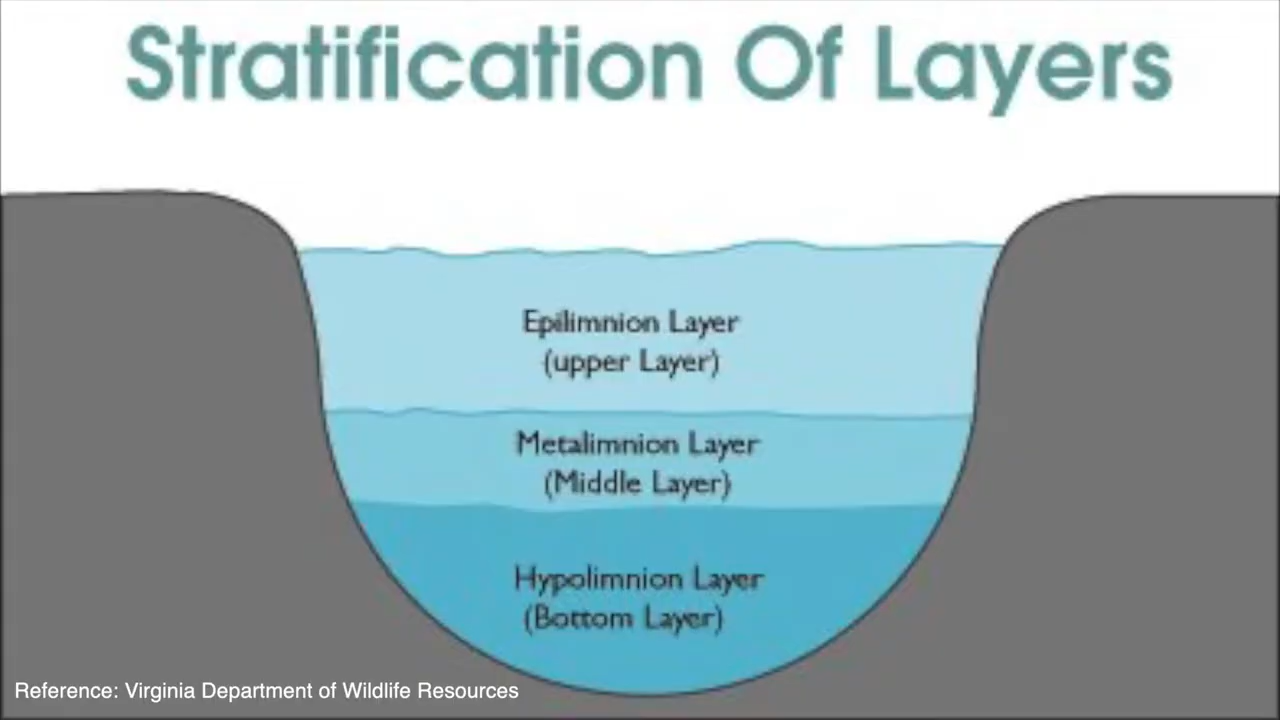 Stratification Of Layers
Epilimnion Layer
(upper Layer)
Metalimnion Layer
(Middle Layer)
Hypolimnion Layer
(Bottom Layer)
Reference: Virginia Department of Wildlife Resources